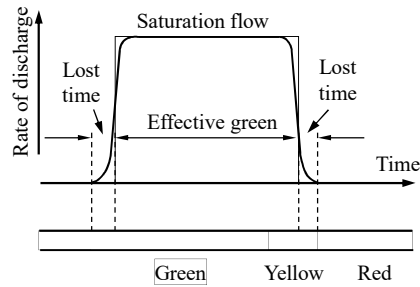 Saturation flow
Rate of discharge
Lost
time
Lost
time
Effective green
Time
Green
Yellow
Red